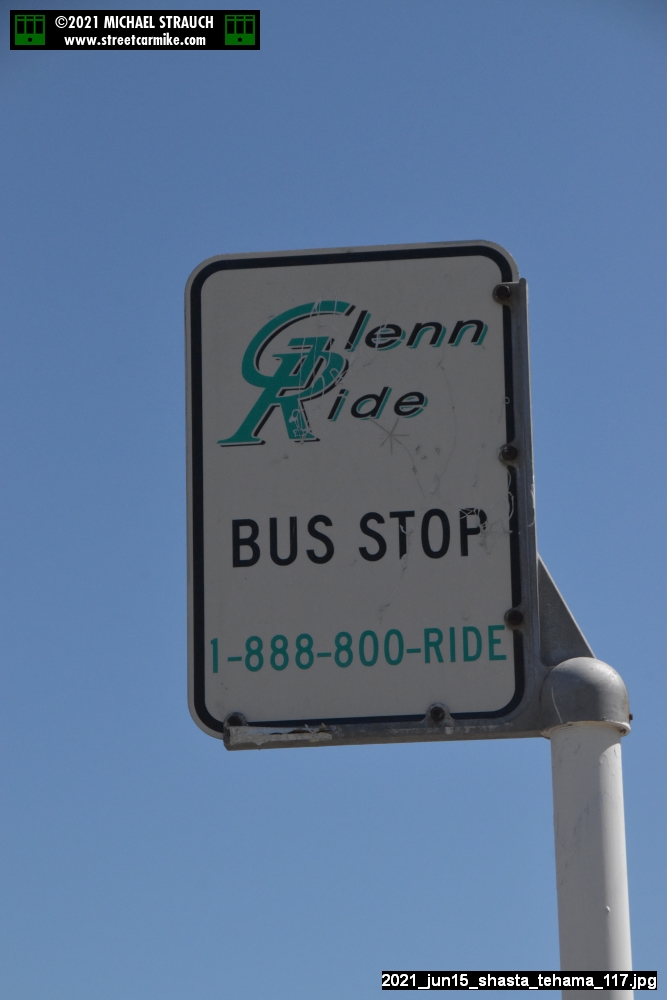 ©2021 MICHAEL STRAUCH
www.streetcarmike.com
Glenn
Ride
BUS STOP
1-888-800-RIDE
2021_jun15_shasta_tehama_117.jpg